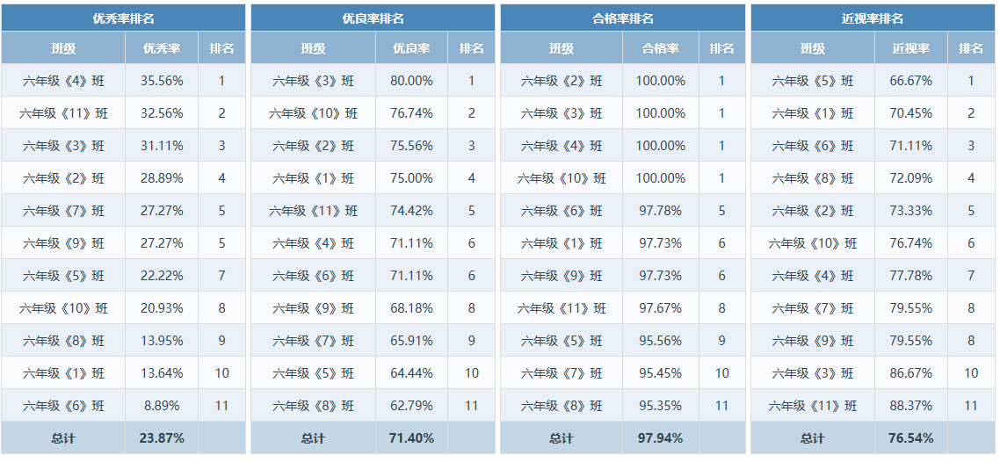 优秀率排名 优良率排名 合格率排名 近视率排名
班级 优秀率 排名 班级 优良率 排名 班级 合格率 排名 班级 近视率 排名
六年级《4》班 35.56% 1 六年级《3》班 80.00% 1 六年级《2》班 100.00% 1 六年级《5》班 66.67% 1
六年级《11》班 32.56% 2 六年级《10》班 76.74% 2 六年级《3》班 100.00% 1 六年级《1》班 70.45% 2
六年级《3》班 31.11% 3 六年级《2》班 75.56% 3 六年级《4》班 100.00% 1 六年级《6》班 71.11% 3
六年级《2》班 28.89% 4 六年级《1》班 75.00% 4 六年级《10》班 100.00% 1 六年级《8》班 72.09% 4
六年级《7》班 27.27% 5 六年级《11》班 74.42% 5 六年级《6》班 97.78% 5 六年级《2》班 73.33% 5
六年级《9》班 27.27% 5 六年级《4》班 71.11% 6 六年级《1》班 97.73% 6 六年级《10》班 76.74% 6
六年级《5》班 22.22% 7 六年级《6》班 71.11% 6 六年级《9》班 97.73% 6 六年级《4》班 77.78% 7
六年级《10》班 20.93% 8 六年级《9》班 68.18% 8 六年级《11》班 97.67% 8 六年级《7》班 79.55% 8
六年级《8》班 13.95% 9 六年级《7》班 65.91% 9 六年级《5》班 95.56% 9 六年级《9》班 79.55% 8
六年级《1》班 13.64% 10 六年级《5》班 64.44% 10 六年级《7》班 95.45% 10 六年级《3》班 86.67% 10
六年级《6》班 8.89% 11 六年级《8》班 62.79% 11 六年级《8》班 95.35% 11 六年级《11》班 88.37% 11
总计 23.87% 总计 71.40% 总计 97.94% 总计 76.54%